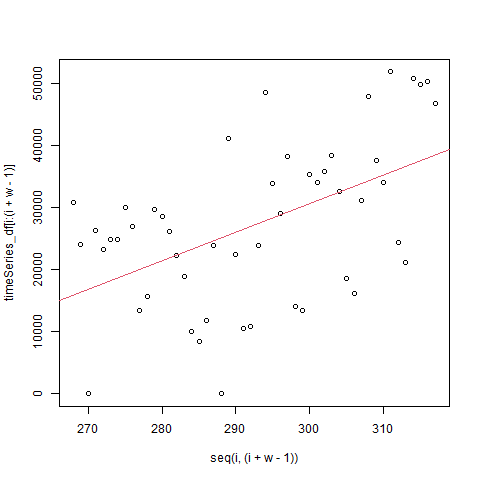 50000
40000
30000
20000
10000
0
timeSeries_df[i:(i + w - 1)]
270 280 290 300 310
seq(i, (i + w - 1))